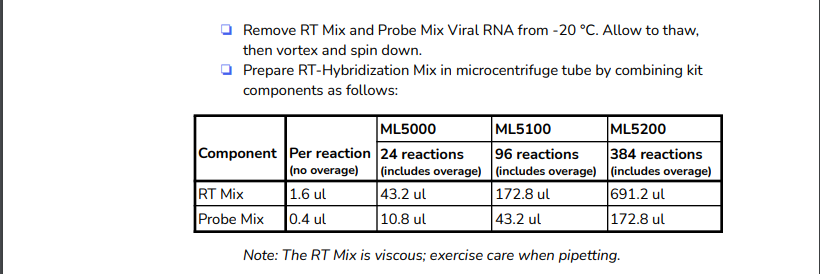 Remove RT Mix and Probe Mix Viral RNA from -20 °C. Allow to thaw,
then vortex and spin down.
Prepare RT-Hybridization Mix in microcentrifuge tube by combining kit
components as follows:
ML5000 ML5100 ML5200
Component Per reaction 24 reactions 96 reactions 384 reactions
(no overage) (includes overage) (includes overage) (includes overage)
RT Mix 1.6 ul 43.2 ul 172.8 ul 691.2 ul
Probe Mix 0.4 ul 10.8 ul 43.2 ul 172.8 ul
Note: The RT Mix is viscous; exercise care when pipetting.